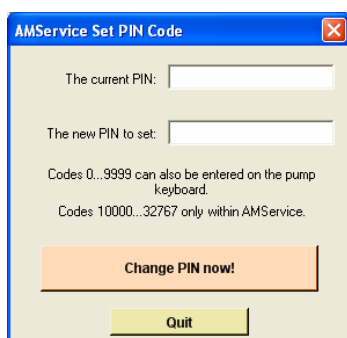 AMService Set PIN Code
The current PIN:
The new PIN to set:
Codes 0...9999 can also be entered on the pump
keyboard.
Codes 10000...32767 only within AMService.
Change PIN now!
Quit